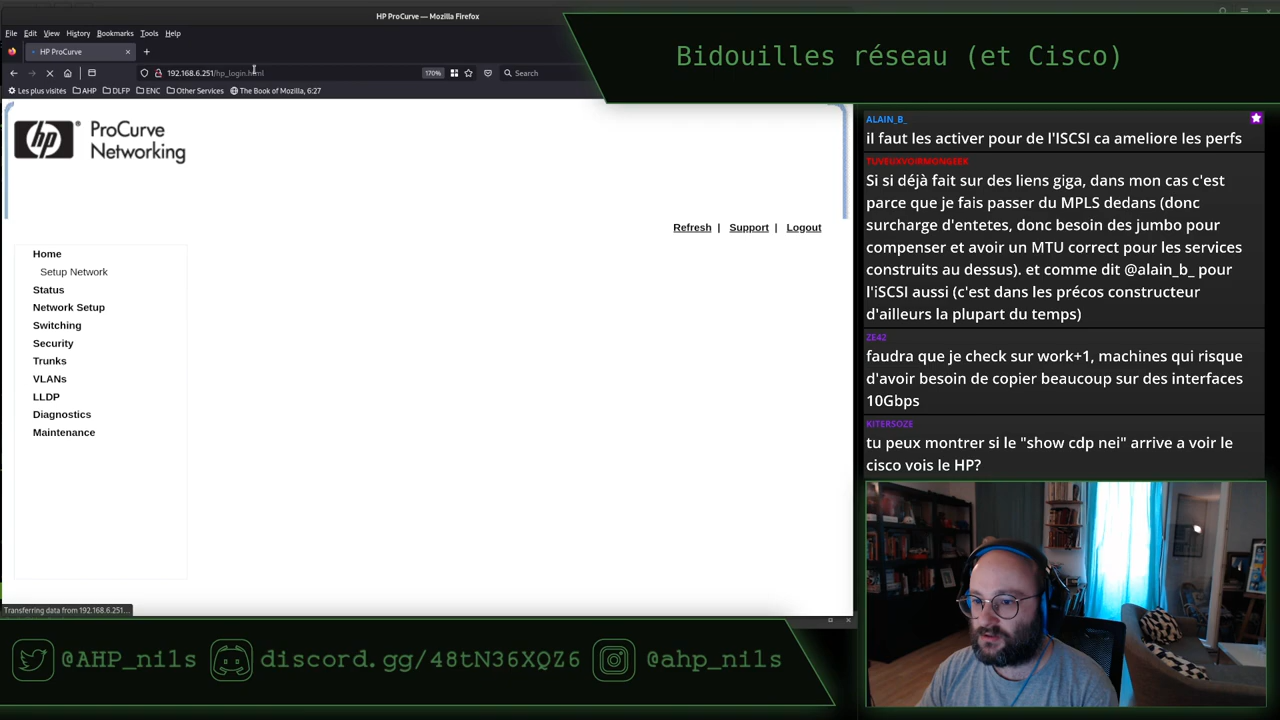 HP ProCurve — Mozilla Firefox
File Edit View History Bookmarks Tools Help
HP ProCurve
192.168.6.251/hp_login.html
170%
Search
Les plus visités AHP DLFP ENC Other Services The Book of Mozilla, 6:27
hp ProCurve
Networking
Refresh | Support | Logout
Home
Setup Network
Status
Network Setup
Switching
Security
Trunks
VLANs
LLDP
Diagnostics
Maintenance
Transferring data from 192.168.6.251…
Bidouilles réseau (et Cisco)
ALAIN_B_
il faut les activer pour de l'ISCSI ca ameliore les perfs
TUVEUXVOIRMONGEEK
Si si déjà fait sur des liens giga, dans mon cas c'est
parce que je fais passer du MPLS dedans (donc
surcharge d'entetes, donc besoin des jumbo pour
compenser et avoir un MTU correct pour les services
construits au dessus). et comme dit @alain_b_ pour
l'iSCSI aussi (c'est dans les précos constructeur
d'ailleurs la plupart du temps)
ZE42
faudra que je check sur work+1, machines qui risque
d'avoir besoin de copier beaucoup sur des interfaces
10Gbps
KITERSOZE
tu peux montrer si le "show cdp nei" arrive a voir le
cisco vois le HP?
@AHP_nils discord.gg/48tN36XQZ6 @ahp_nils